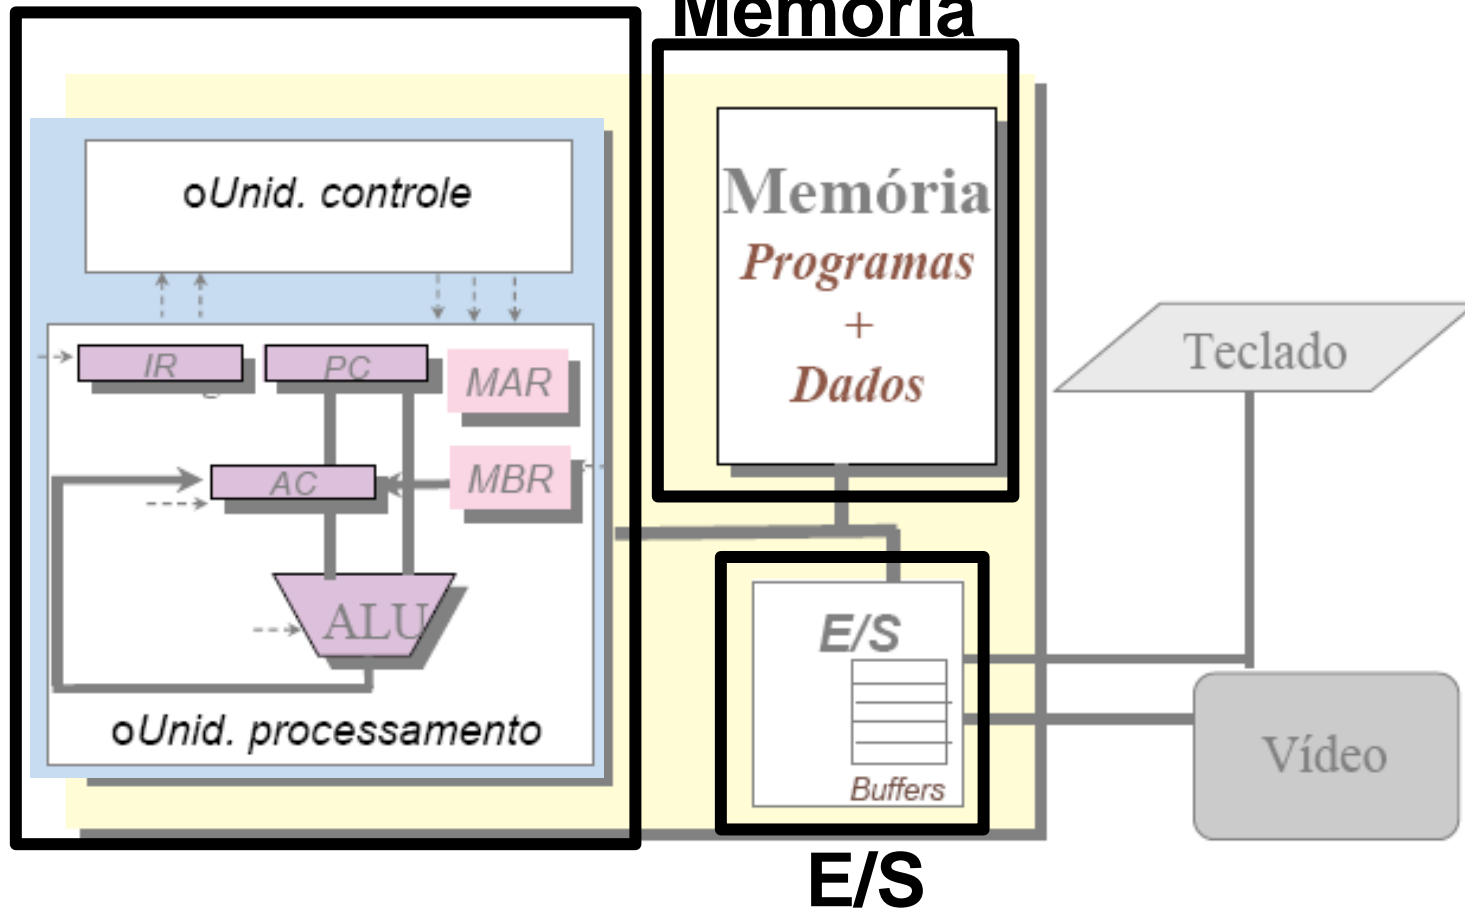 Memória
oUnid. controle
IR
PC
MAR
AC
MBR
ALU
oUnid. processamento
Memória
Programas
+
Dados
E/S
Buffers
E/S
Teclado
Vídeo